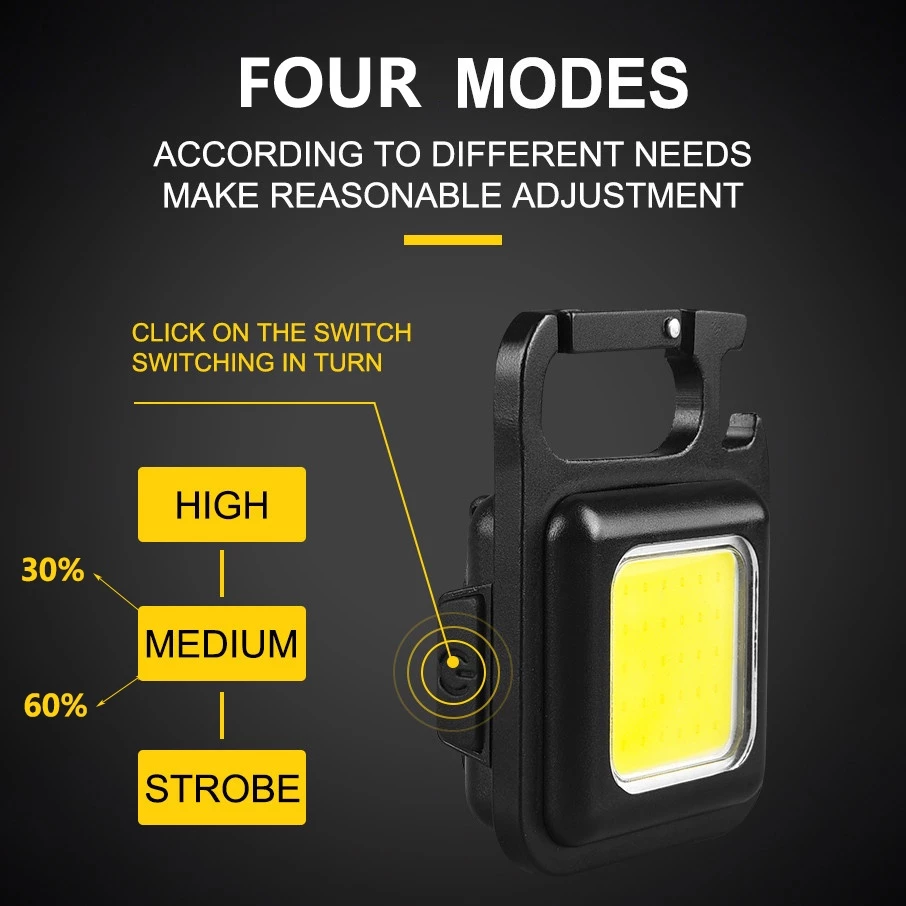 FOUR MODES
ACCORDING TO DIFFERENT NEEDS
MAKE REASONABLE ADJUSTMENT
CLICK ON THE SWITCH
SWITCHING IN TURN
HIGH
30%
MEDIUM
60%
STROBE